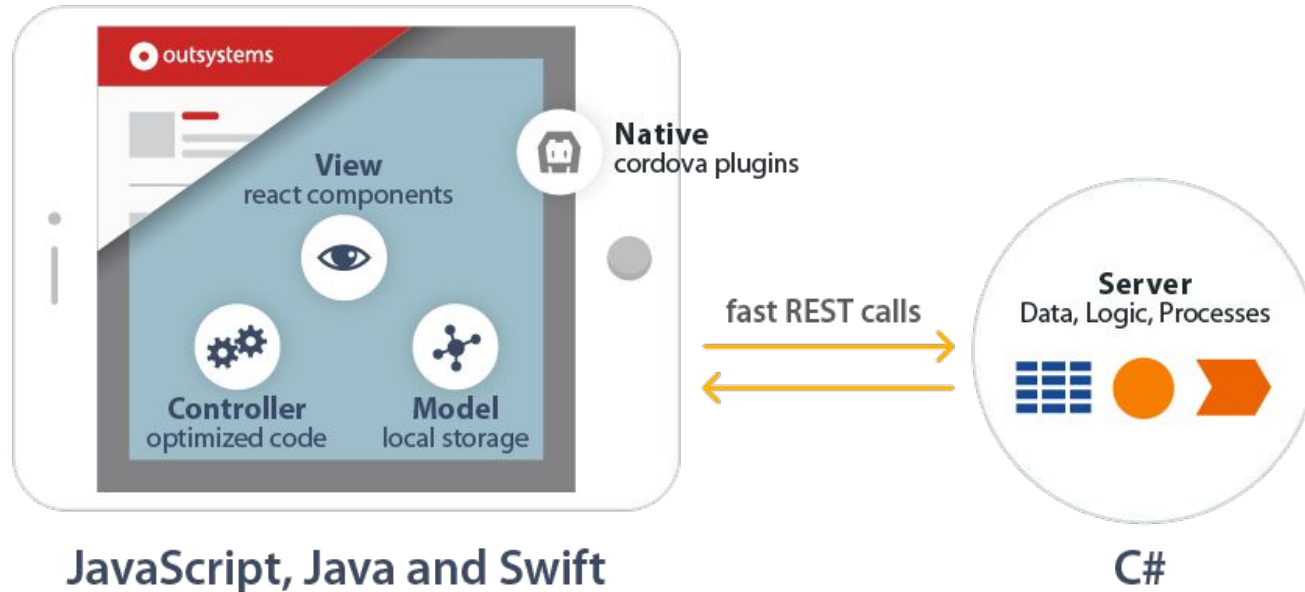 outsystems
Native
cordova plugins
View
react components
Controller
optimized code
Model
local storage
fast REST calls
Server
Data, Logic, Processes
JavaScript, Java and Swift
C#